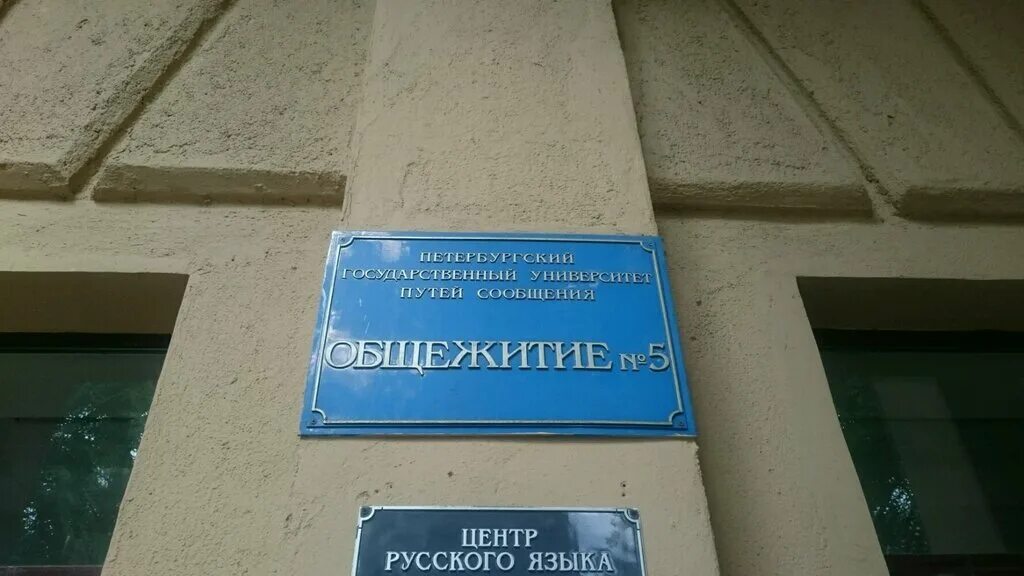 ПЕТЕРБУРГСКИЙ
ГОСУДАРСТВЕННЫЙ УНИВЕРСИТЕТ
ПУТЕЙ СООБЩЕНИЯ
ОБЩЕЖИТИЕ №5
ЦЕНТР
РУССКОГО ЯЗЫКА